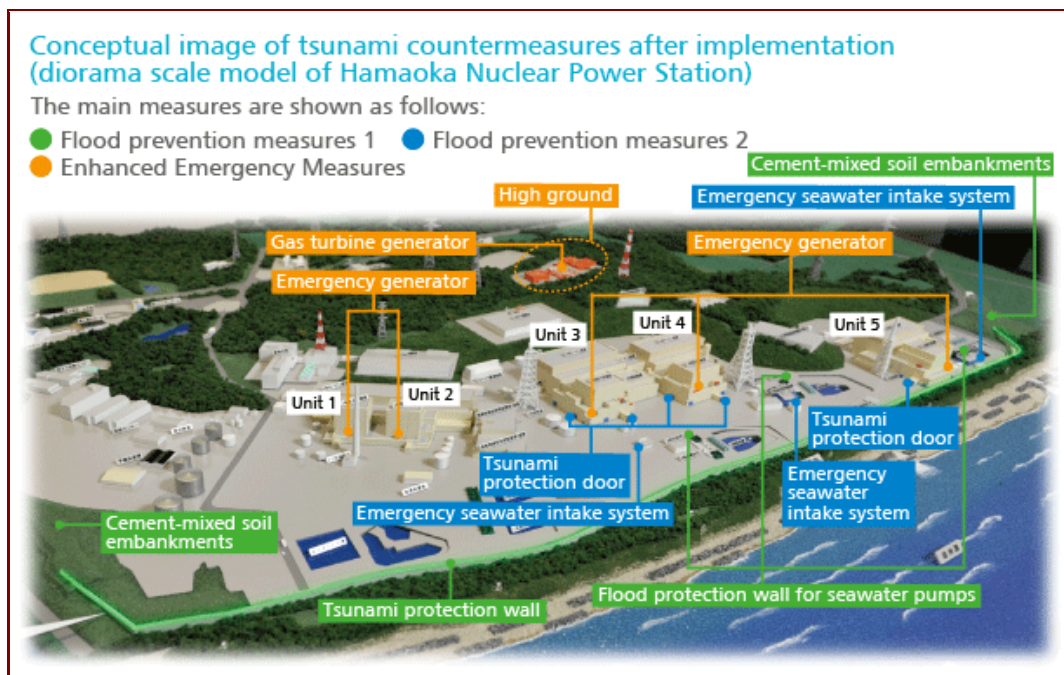 Conceptual image of tsunami countermeasures after implementation
(diorama scale model of Hamaoka Nuclear Power Station)
The main measures are shown as follows:
Flood prevention measures 1
Flood prevention measures 2
Enhanced Emergency Measures
Cement-mixed soil embankments
High ground
Emergency seawater intake system
Gas turbine generator
Emergency generator
Emergency generator
Unit 3
Unit 4
Unit 5
Unit 1
Unit 2
Tsunami
protection door
Tsunami
protection door
Emergency
seawater
intake system
Emergency seawater intake system
Cement-mixed soil
embankments
Tsunami protection wall
Flood protection wall for seawater pumps